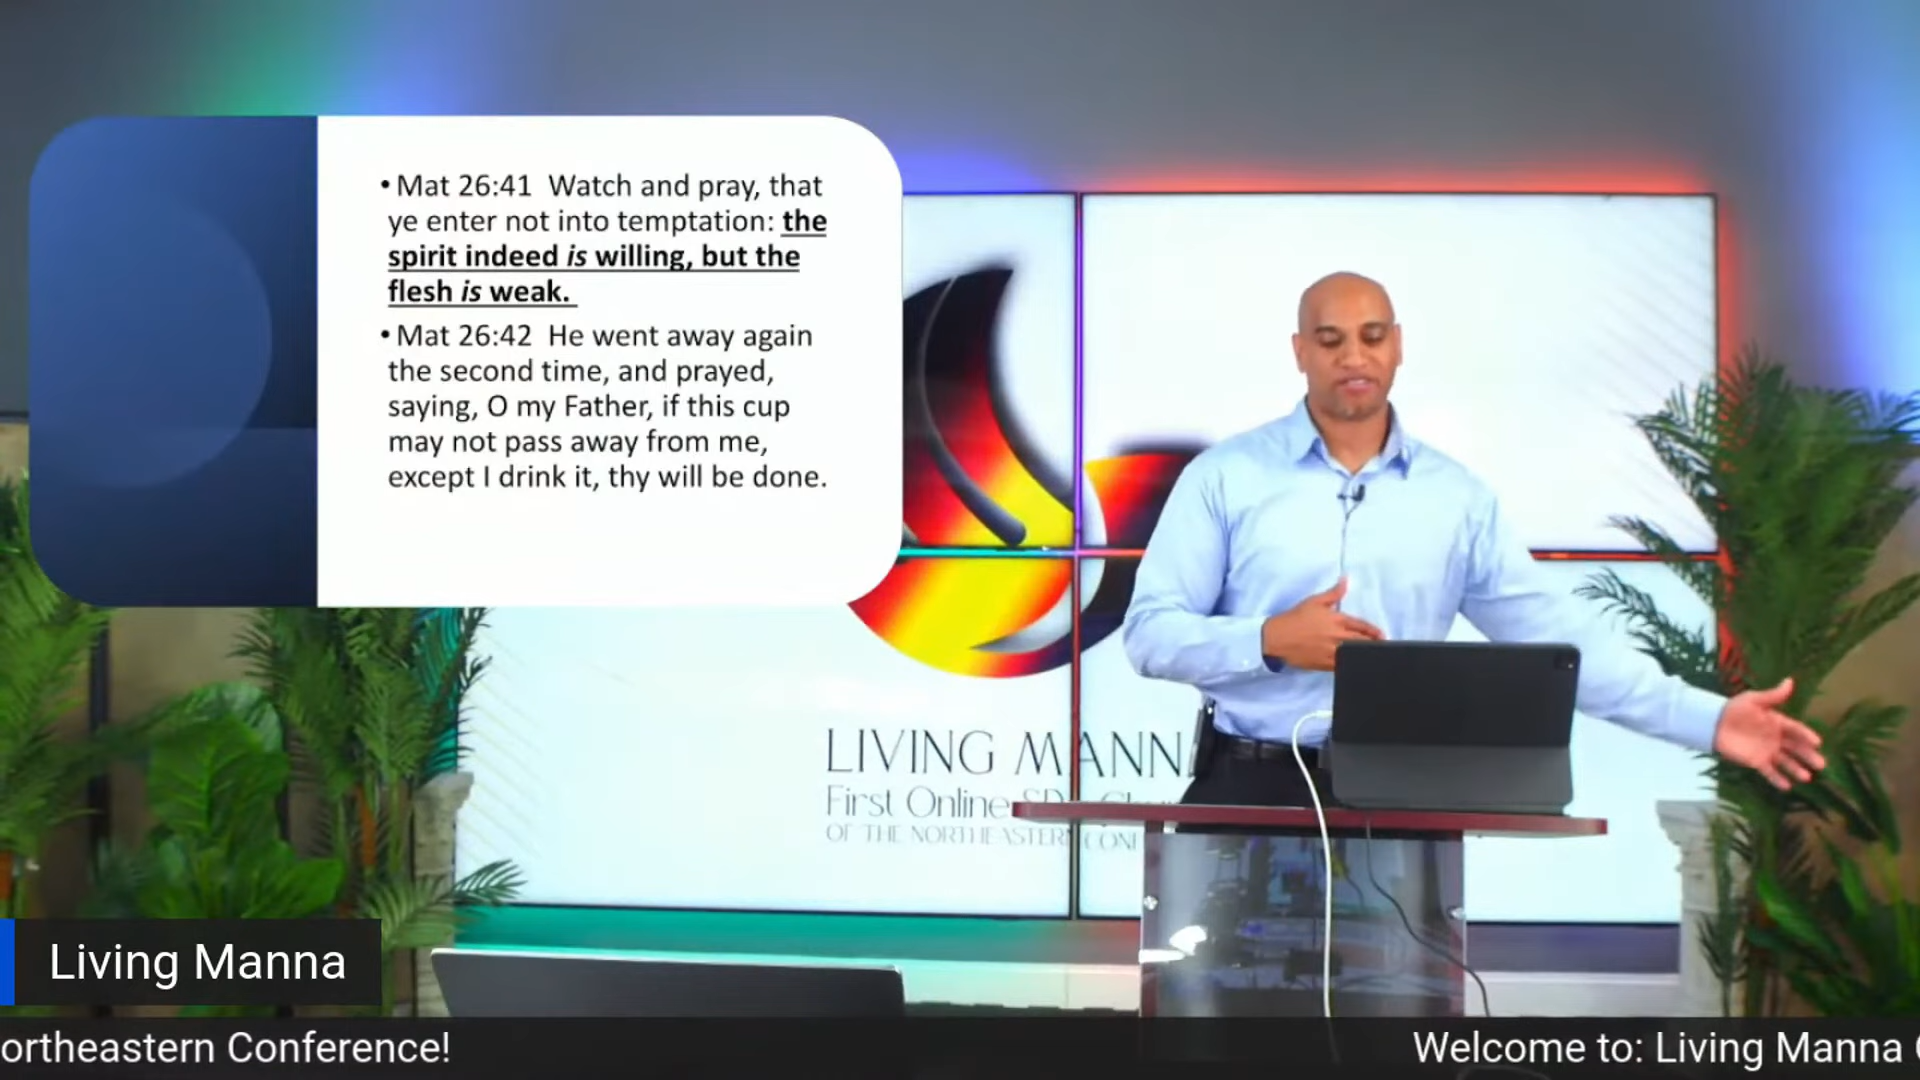 • Mat 26:41 Watch and pray, that
ye enter not into temptation: the
spirit indeed is willing, but the
flesh is weak.
• Mat 26:42 He went away again
the second time, and prayed,
saying, O my Father, if this cup
may not pass away from me,
except I drink it, thy will be done.
LIVING MANNA
First Online
OF THE NORTHEASTERN
Living Manna
ortheastern Conference!
Welcome to: Living Manna